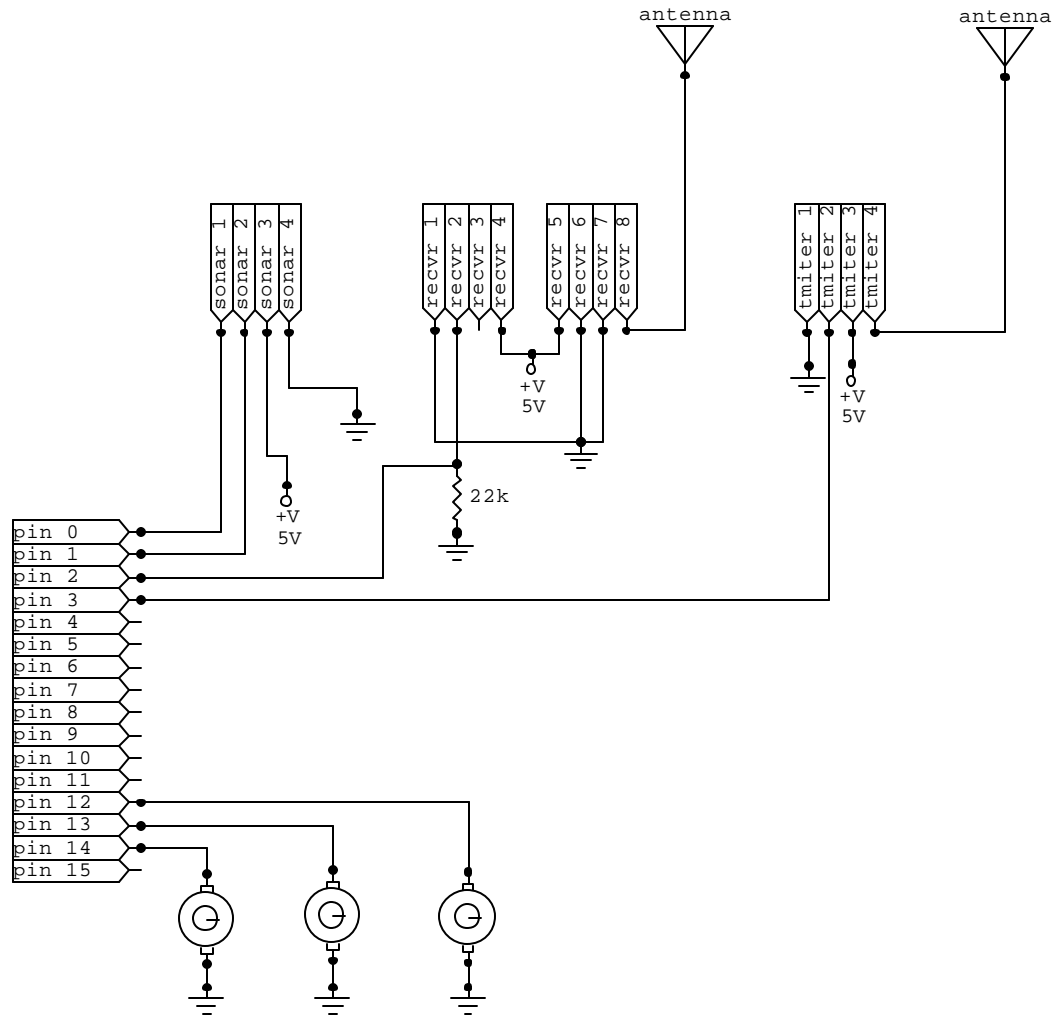 antenna
antenna
sonar 1
sonar 2
sonar 3
sonar 4
recvr 1
recvr 2
recvr 3
recvr 4
recvr 5
recvr 6
recvr 7
recvr 8
tmiter 1
tmiter 2
tmiter 3
tmiter 4
+V
5V
+V
5V
22k
+V
5V
pin 0
pin 1
pin 2
pin 3
pin 4
pin 5
pin 6
pin 7
pin 8
pin 9
pin 10
pin 11
pin 12
pin 13
pin 14
pin 15